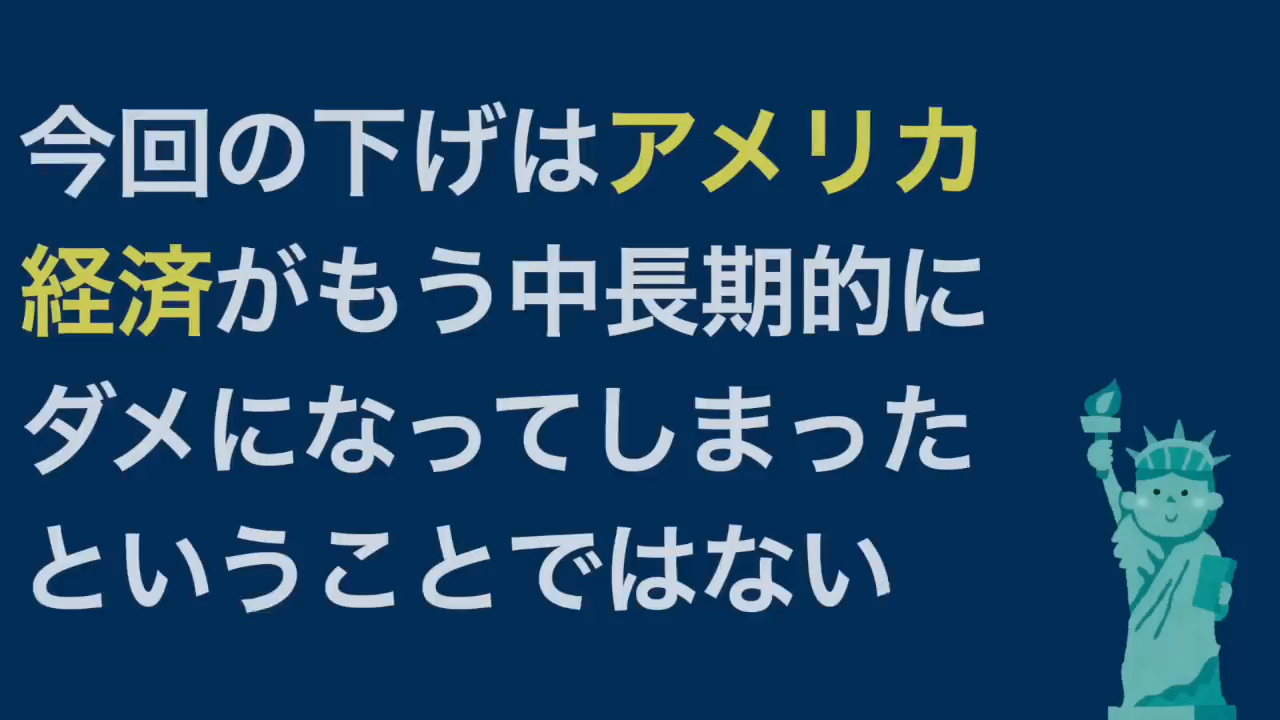 今回の下げはアメリカ
経済がもう中長期的に
ダメになってしまった
ということではない